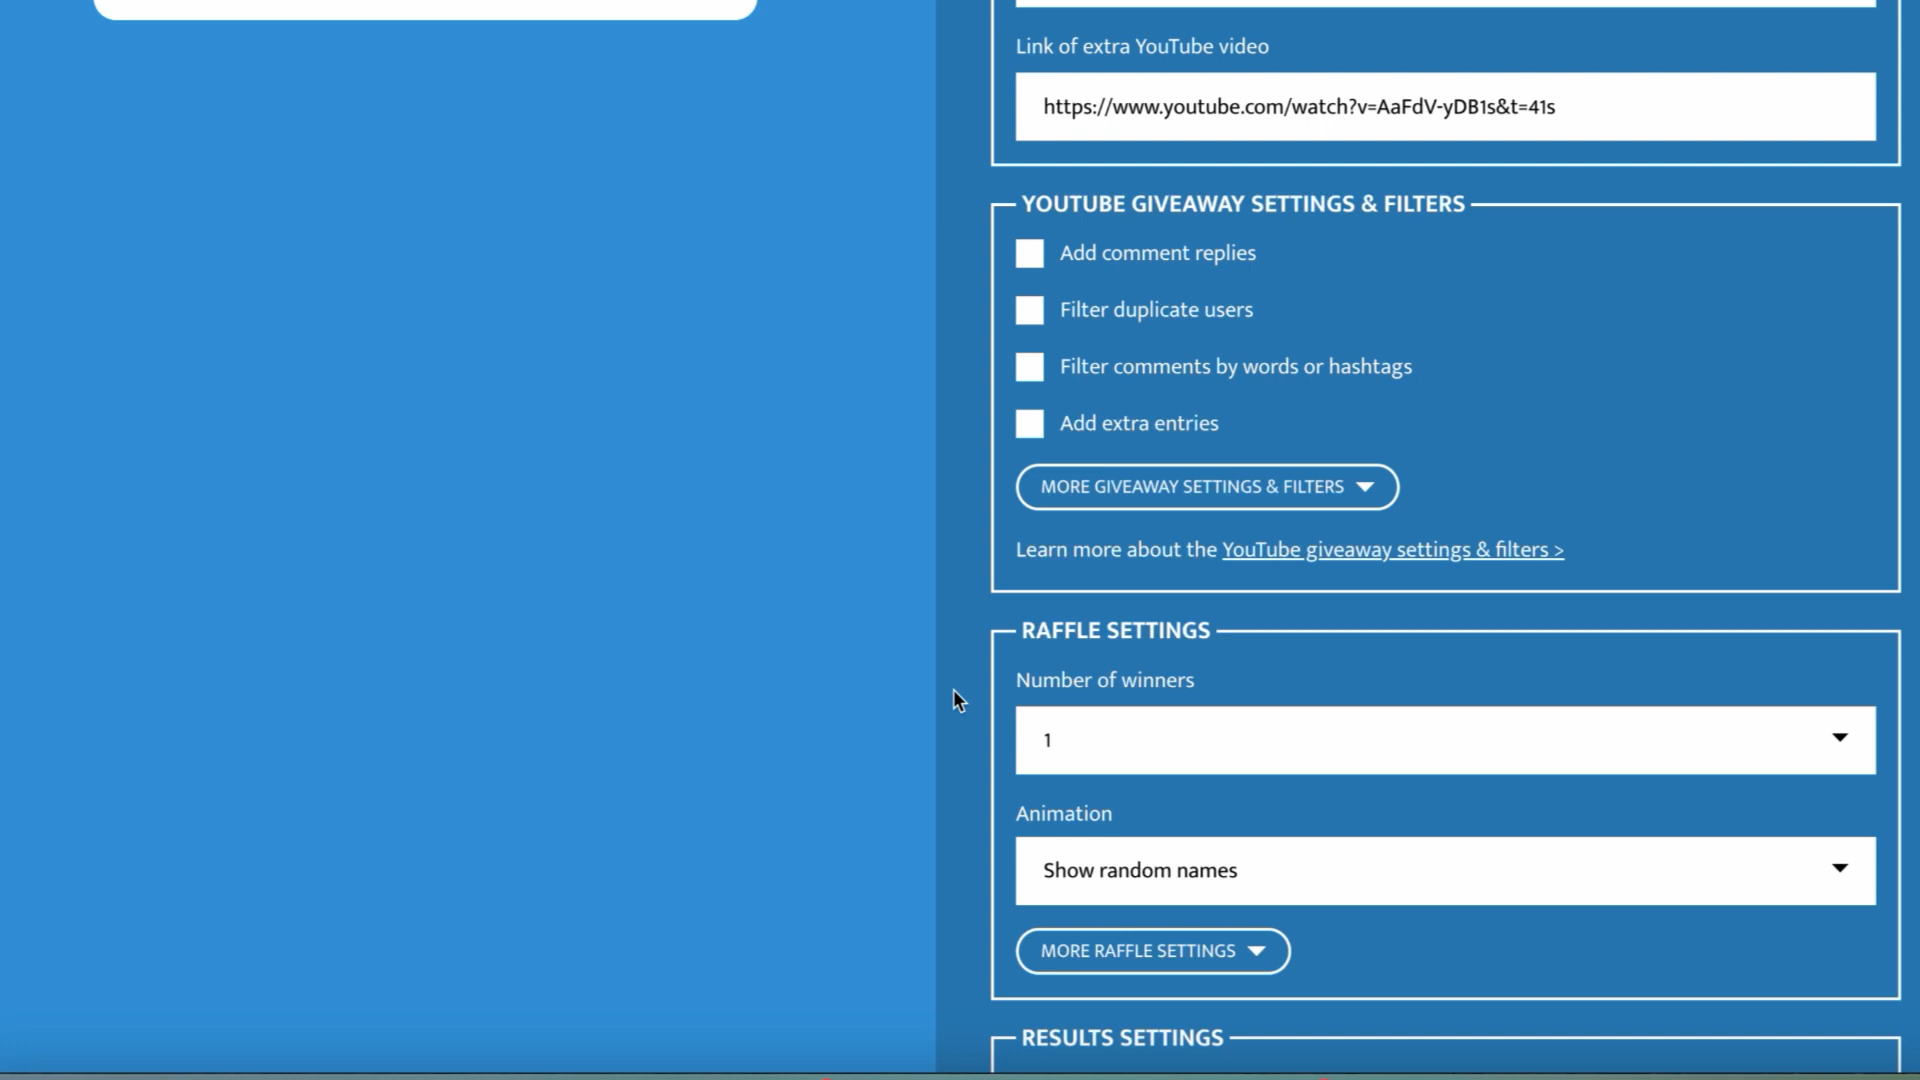 Link of extra YouTube video
https://www.youtube.com/watch?v=AaFdV-yDB1s&t=41s
YOUTUBE GIVEAWAY SETTINGS & FILTERS
Add comment replies
Filter duplicate users
Filter comments by words or hashtags
Add extra entries
MORE GIVEAWAY SETTINGS & FILTERS
Learn more about the YouTube giveaway settings & filters >
RAFFLE SETTINGS
Number of winners
1
Animation
Show random names
MORE RAFFLE SETTINGS
RESULTS SETTINGS